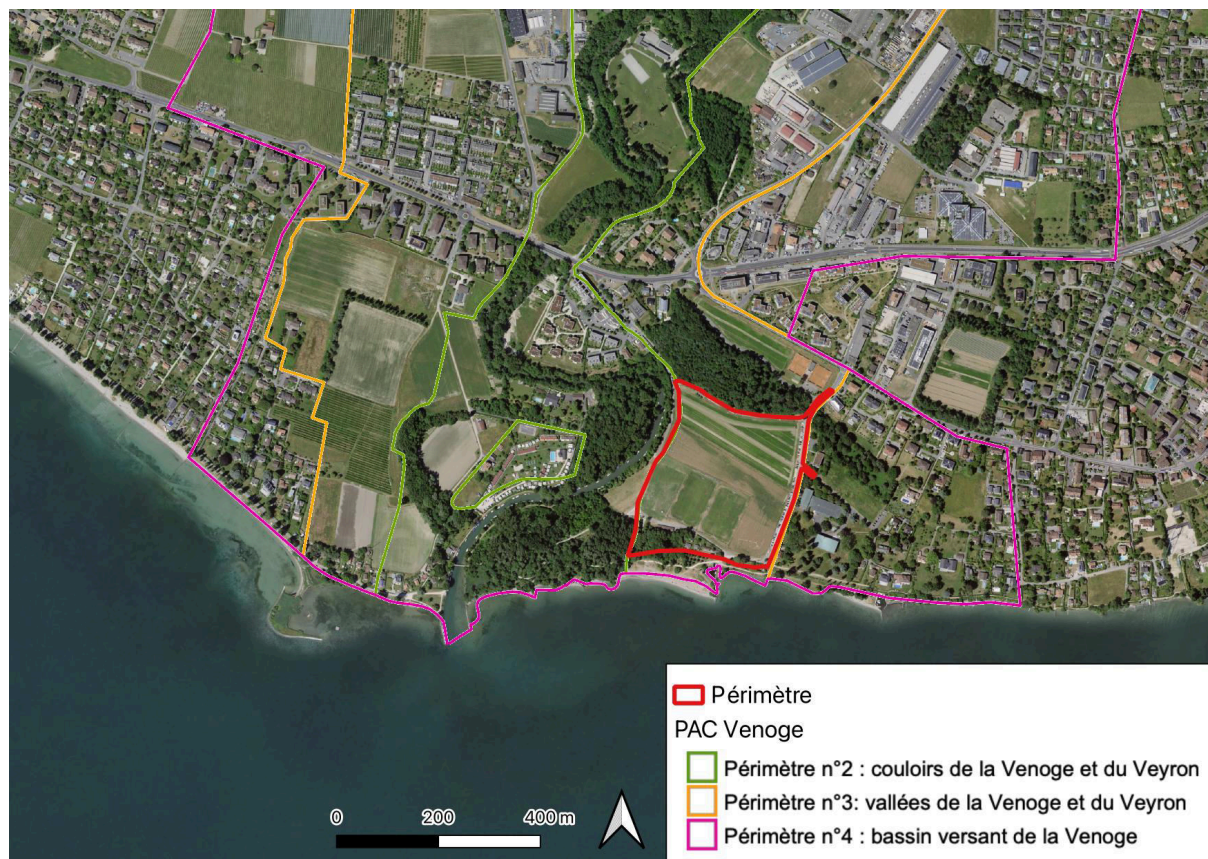 0 200 400 m
Périmètre
PAC Venoge
Périmètre n°2 : couloirs de la Venoge et du Veyron
Périmètre n°3: vallées de la Venoge et du Veyron
Périmètre n°4 : bassin versant de la Venoge